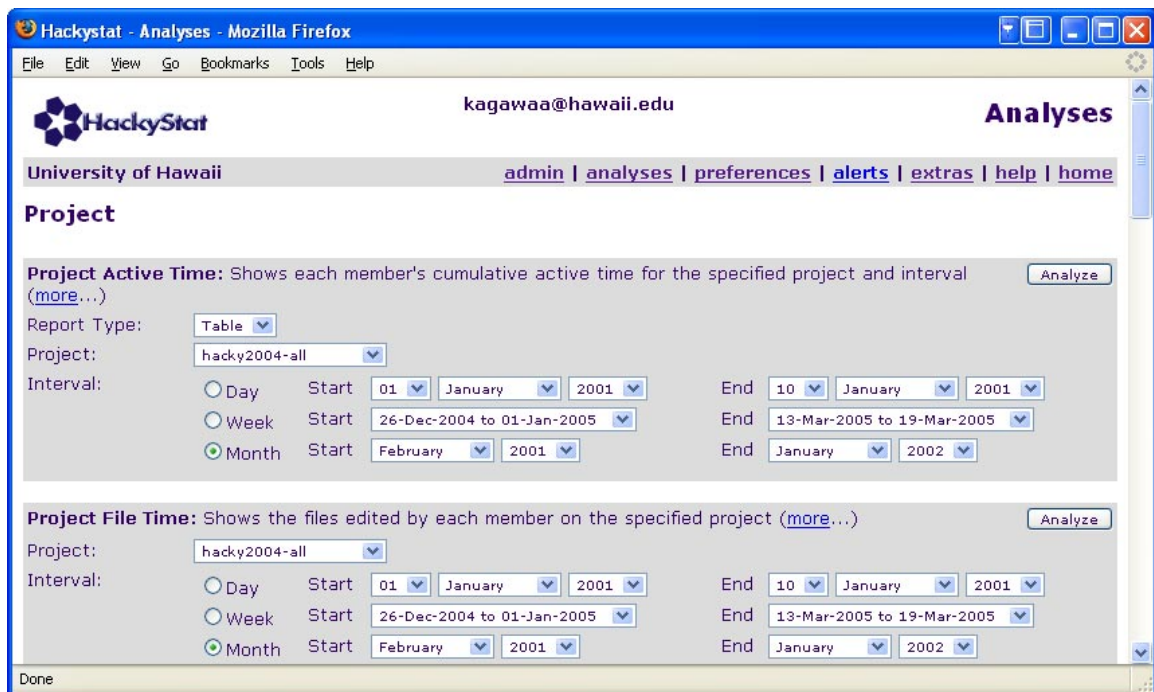 Hackystat - Analyses - Mozilla Firefox
File Edit View Go Bookmarks Tools Help
HackyStat
kagawaa@hawaii.edu
Analyses
University of Hawaii
admin | analyses | preferences | alerts | extras | help | home
Project
Project Active Time: Shows each member's cumulative active time for the specified project and interval
(more...)
Analyze
Report Type: Table
Project: hacky2004-all
Interval: Day Start 01 January 2001 End 10 January 2001
Week Start 26-Dec-2004 to 01-Jan-2005 End 13-Mar-2005 to 19-Mar-2005
Month Start February 2001 End January 2002
Project File Time: Shows the files edited by each member on the specified project (more...)
Analyze
Project: hacky2004-all
Interval: Day Start 01 January 2001 End 10 January 2001
Week Start 26-Dec-2004 to 01-Jan-2005 End 13-Mar-2005 to 19-Mar-2005
Month Start February 2001 End January 2002
Done